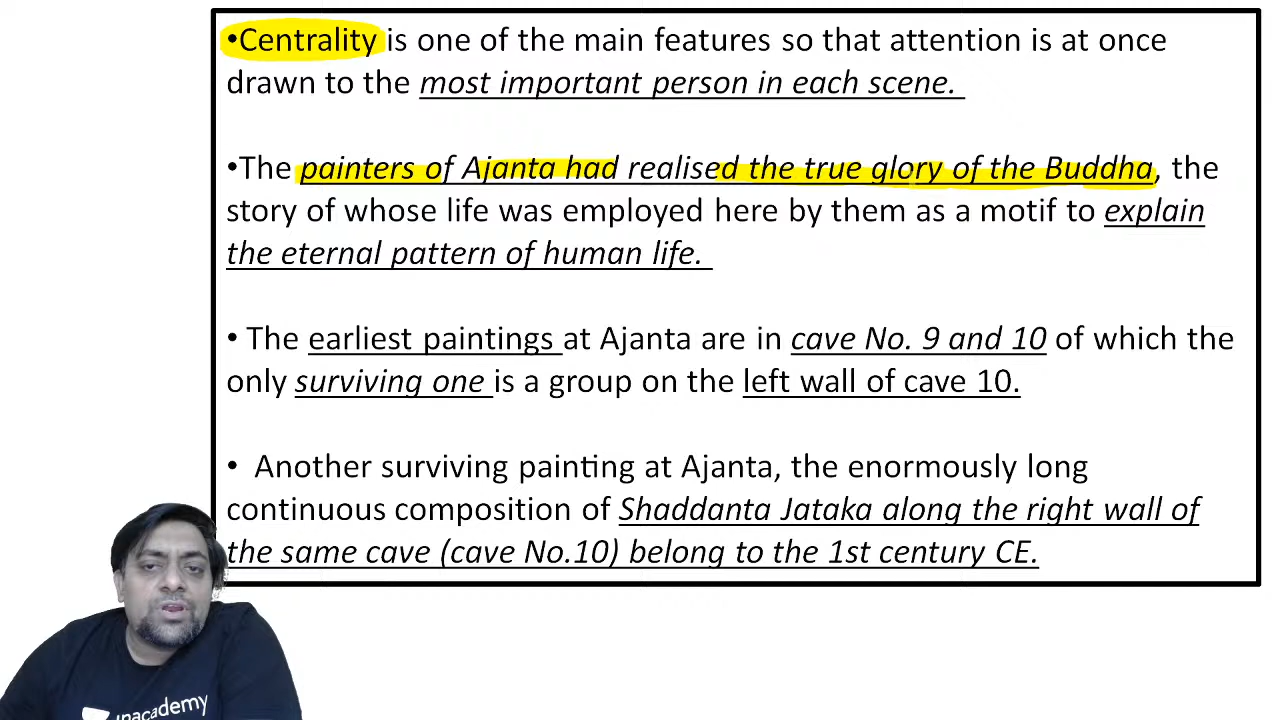 •Centrality is one of the main features so that attention is at once
drawn to the most important person in each scene.
•The painters of Ajanta had realised the true glory of the Buddha, the
story of whose life was employed here by them as a motif to explain
the eternal pattern of human life.
• The earliest paintings at Ajanta are in cave No. 9 and 10 of which the
only surviving one is a group on the left wall of cave 10.
• Another surviving painting at Ajanta, the enormously long
continuous composition of Shaddanta Jataka along the right wall of
the same cave (cave No.10) belong to the 1st century CE.
unacademy